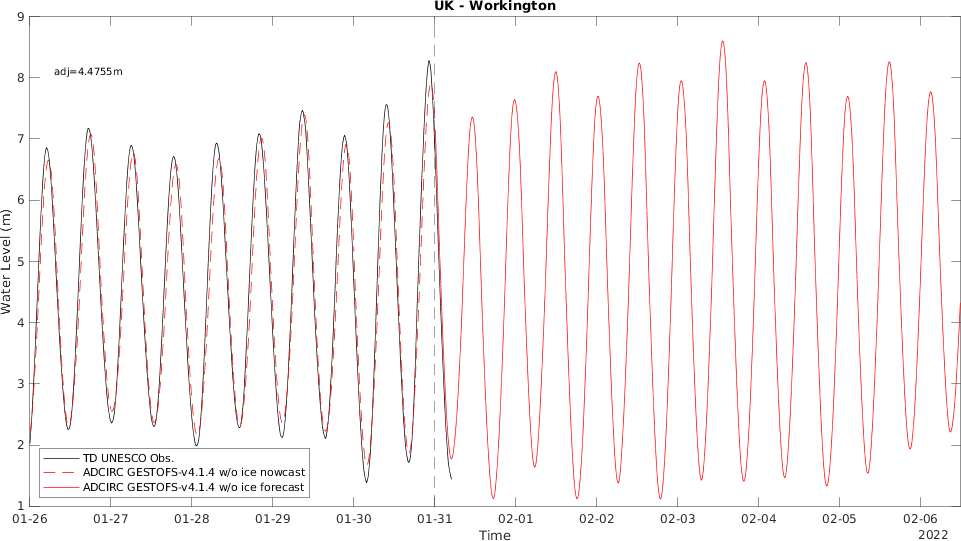 UK - Workington
9
8
7
6
5
4
3
2
1
Water Level (m)
adj=4.4755m
TD UNESCO Obs.
ADCIRC GESTOFS-v4.1.4 w/o ice nowcast
ADCIRC GESTOFS-v4.1.4 w/o ice forecast
01-26 01-27 01-28 01-29 01-30 01-31 02-01 02-02 02-03 02-04 02-05 02-06
Time
2022